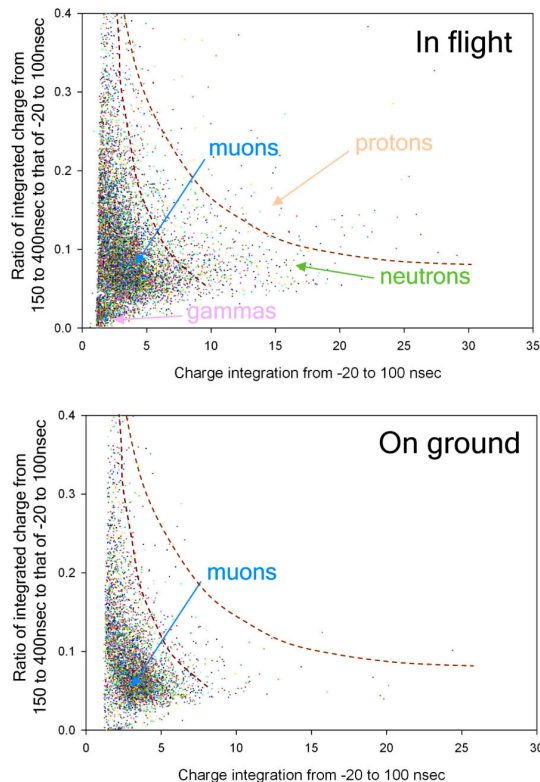 In flight
Ratio of integrated charge from
150 to 400nsec to that of -20 to 100nsec
0.4
0.3
0.2
0.1
0.0
muons
protons
neutrons
gammas
0 5 10 15 20 25 30 35
Charge integration from -20 to 100 nsec
On ground
Ratio of integrated charge from
150 to 400nsec to that of -20 to 100nsec
0.4
0.3
0.2
0.1
0.0
muons
0 5 10 15 20 25 30
Charge integration from -20 to 100 nsec